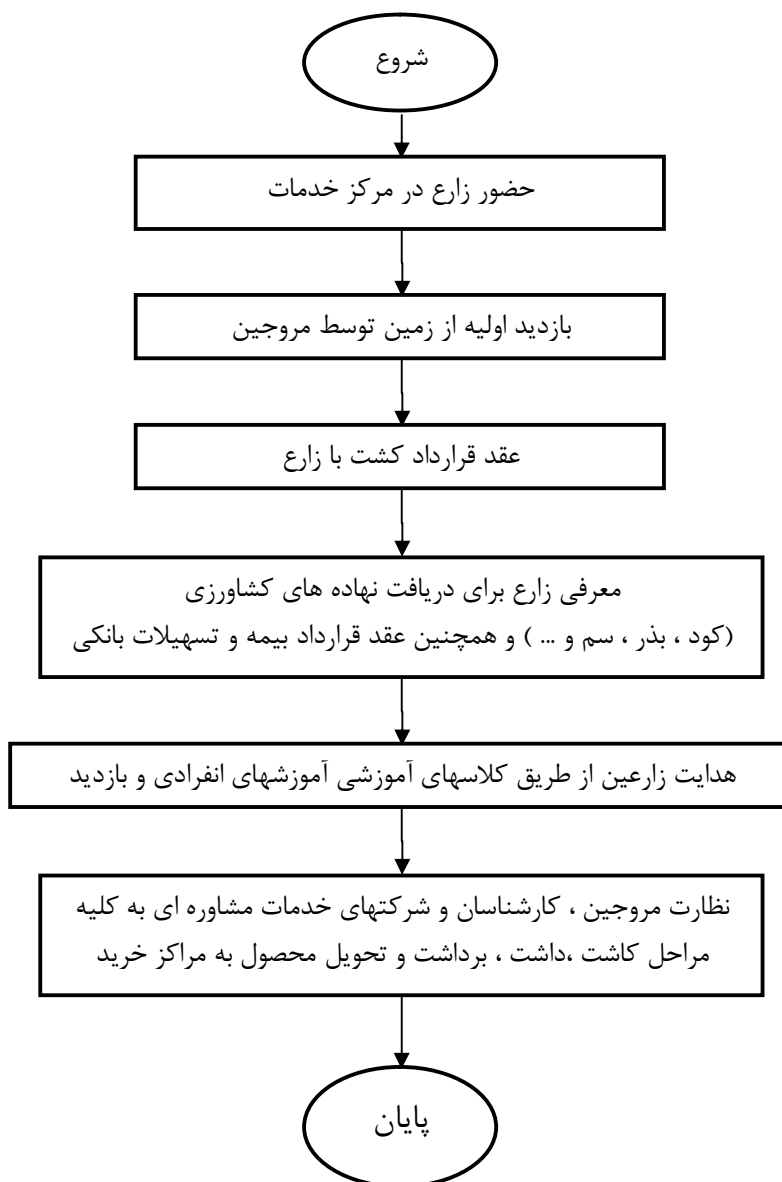 شروع
حضور زارع در مرکز خدمات
بازدید اولیه از زمین توسط مروجین
عقد قرارداد کشت با زارع
معرفی زارع برای دریافت نهاده های کشاورزی
(کود ، بذر ، سم و ... ) و همچنین عقد قرارداد بیمه و تسهیلات بانکی
هدایت زارعین از طریق کلاسهای آموزشی آموزشهای انفرادی و بازدید
نظارت مروجین ، کارشناسان و شرکتهای خدمات مشاوره ای به کلیه
مراحل کاشت ،داشت ، برداشت و تحویل محصول به مراکز خرید
پایان